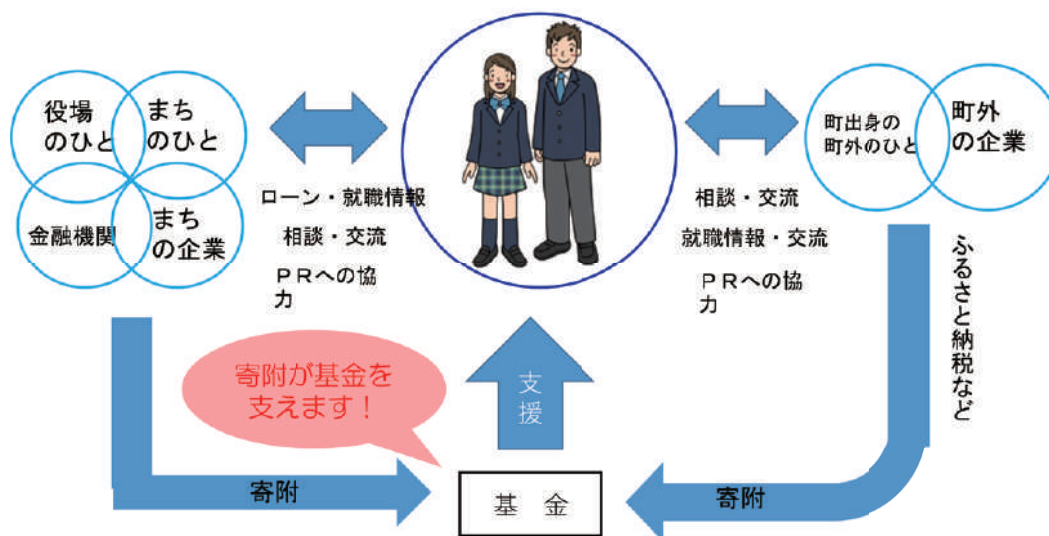 役場
のひと
まち
のひと
金融機関
まち
の企業
ローン・就職情報
相談・交流
ＰＲへの協
力
相談・交流
就職情報・交流
ＰＲへの協
力
町出身の
町外のひと
町外
の企業
ふるさと納税など
寄附が基金を
支えます！
支援
寄附
基　金
寄附